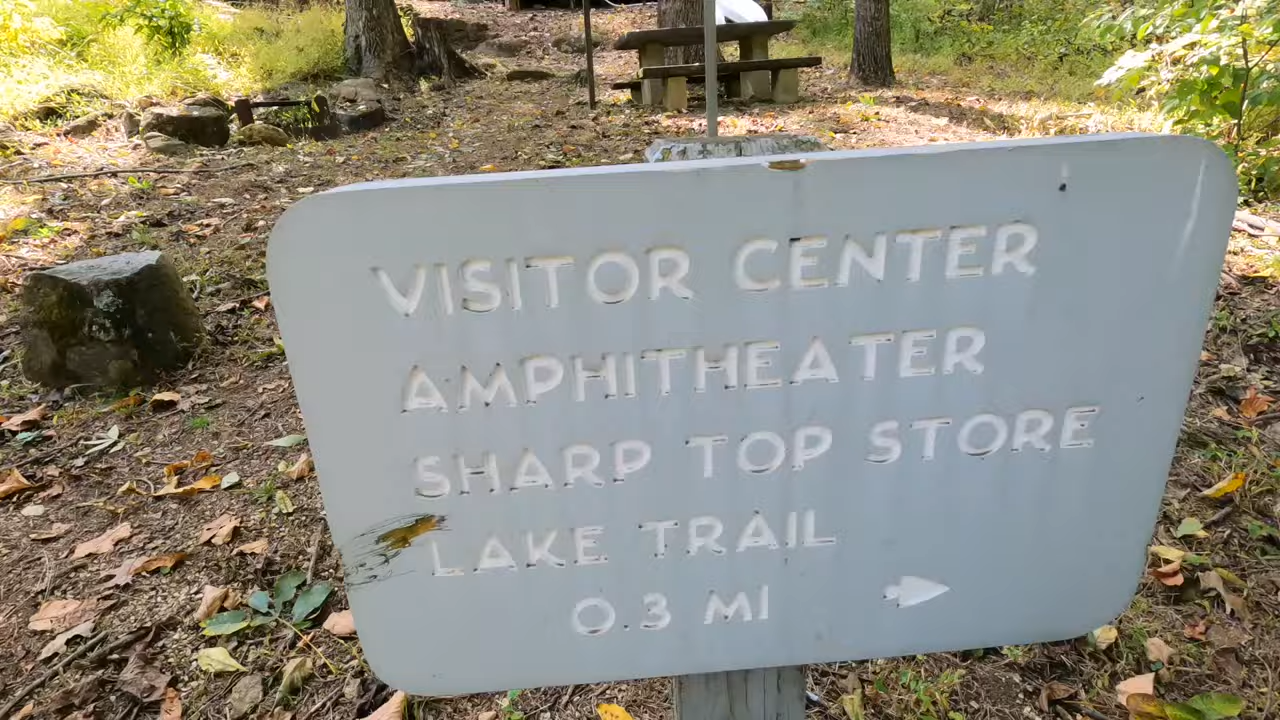 VISITOR CENTER
AMPHITHEATER
SHARP TOP STORE
LAKE TRAIL
0.3 MI